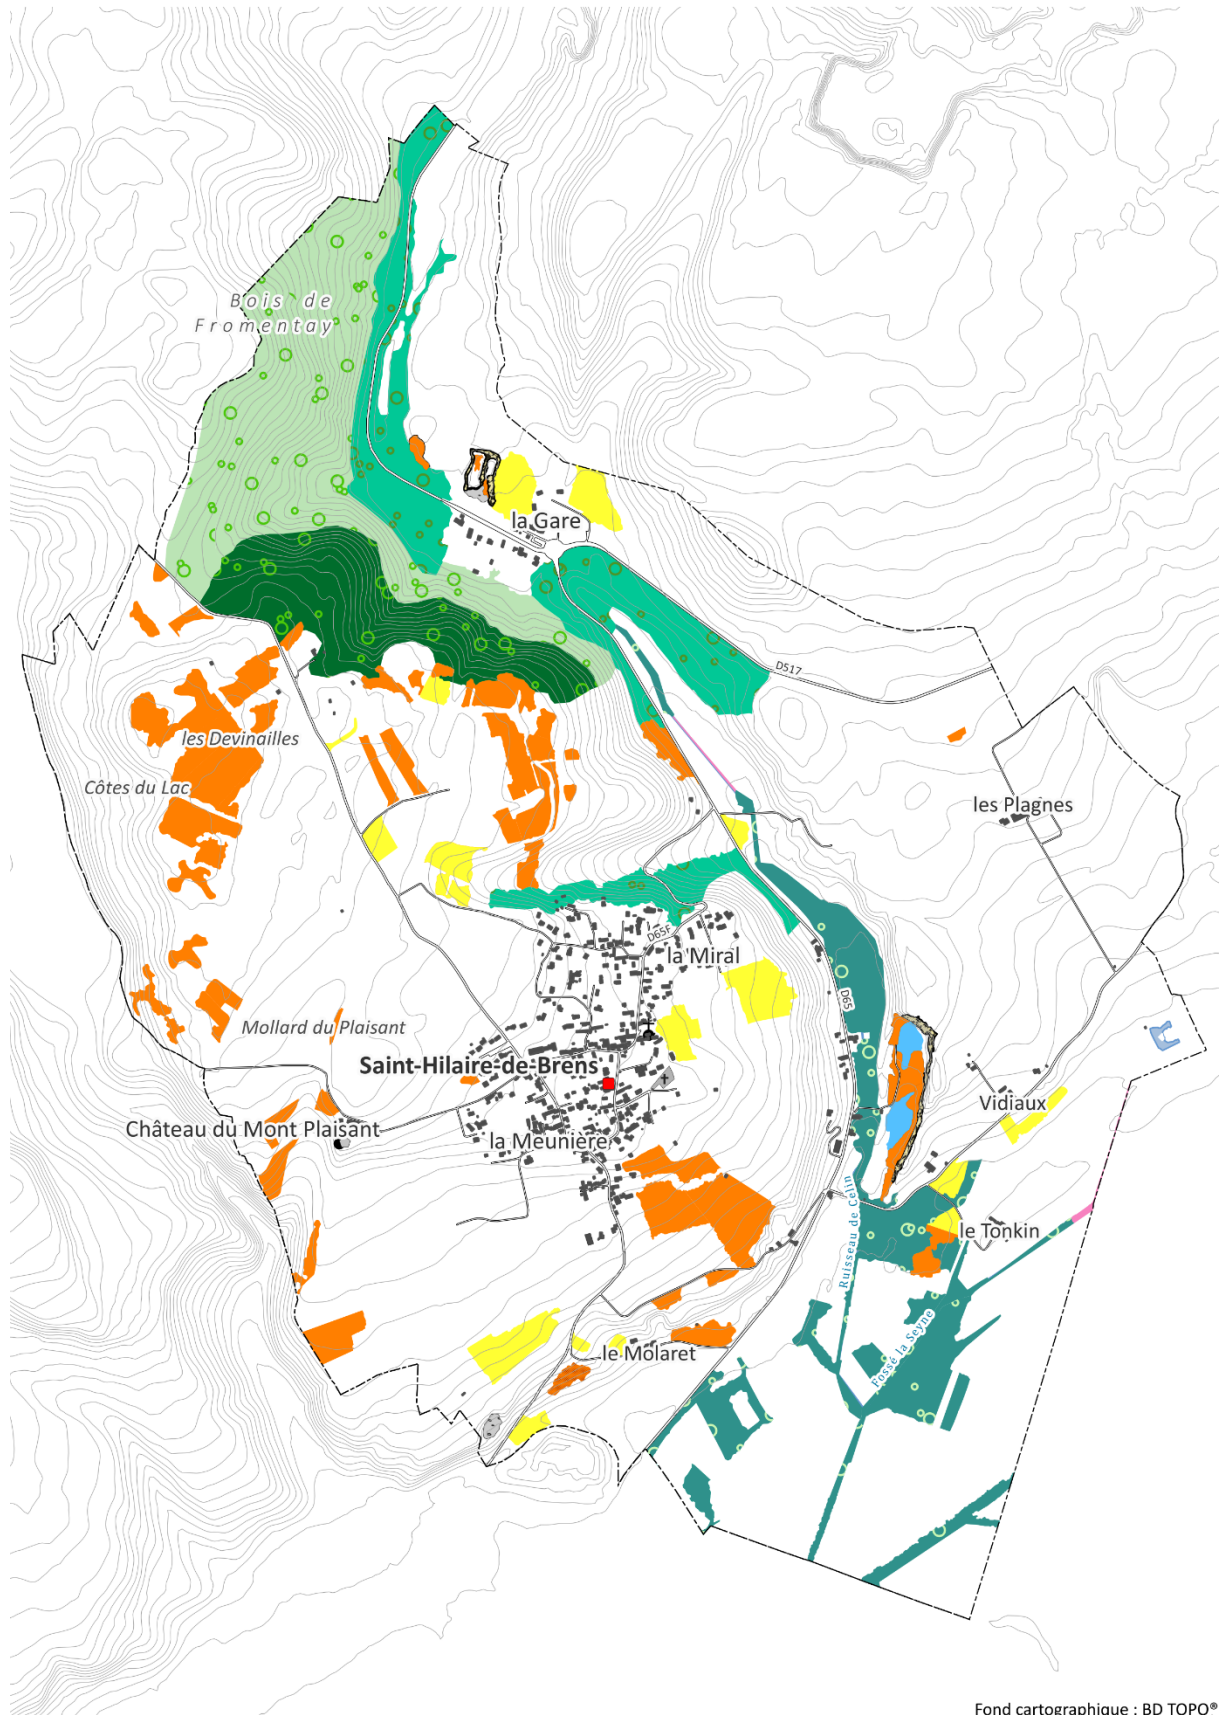 Bois de
Fromentay
la Gare
D517
les Devinailles
Côtes du Lac
les Plagnes
D65F
la Miral
D65
Mollard du Plaisant
Saint-Hilaire-de-Brens
Vidiaux
Château du Mont Plaisant
la Meunière
Ruisseau de Celin
le Tonkin
Fossé la Seyne
le Molaret
Fond cartographique : BD TOPO®